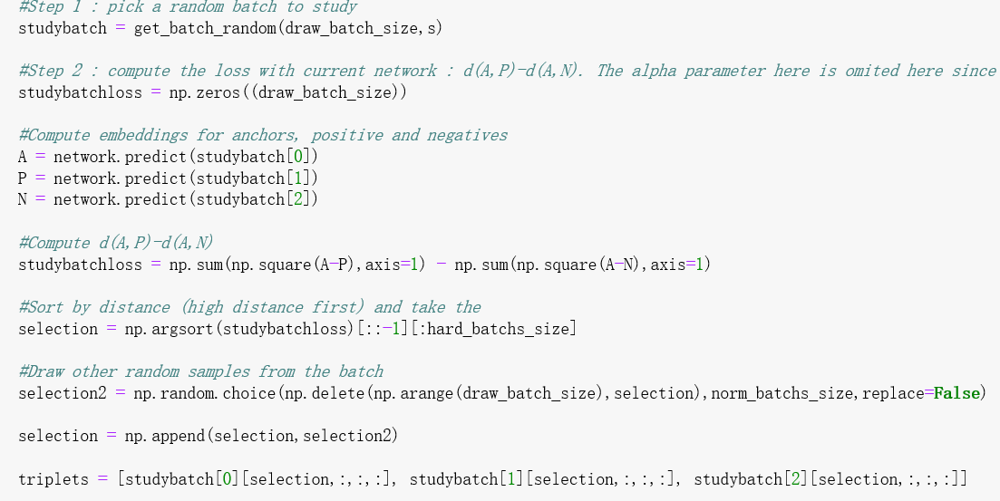 #Step 1 : pick a random batch to study
studybatch = get_batch_random(draw_batch_size,s)
#Step 2 : compute the loss with current network : d(A,P)-d(A,N). The alpha parameter here is omited here since
studybatchloss = np.zeros((draw_batch_size))
#Compute embeddings for anchors, positive and negatives
A = network.predict(studybatch[0])
P = network.predict(studybatch[1])
N = network.predict(studybatch[2])
#Compute d(A,P)-d(A,N)
studybatchloss = np.sum(np.square(A-P),axis=1) - np.sum(np.square(A-N),axis=1)
#Sort by distance (high distance first) and take the
selection = np.argsort(studybatchloss)[::-1][:hard_batchs_size]
#Draw other random samples from the batch
selection2 = np.random.choice(np.delete(np.arange(draw_batch_size),selection),norm_batchs_size,replace=False)
selection = np.append(selection,selection2)
triplets = [studybatch[0][selection,:,:,:], studybatch[1][selection,:,:,:], studybatch[2][selection,:,:,:]]